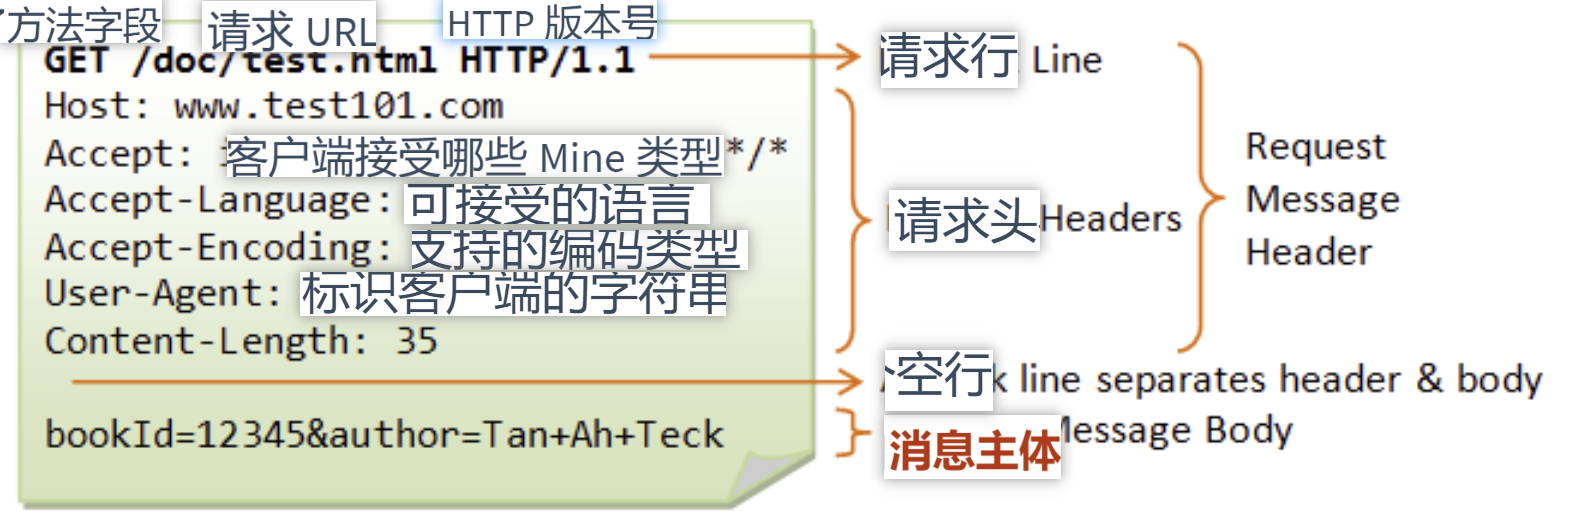 方法字段 请求 URL HTTP 版本号
GET /doc/test.html HTTP/1.1 请求行 Line
Host: www.test101.com
Accept: 客户端接受哪些 Mine 类型 */*
Accept-Language: 可接受的语言
Accept-Encoding: 支持的编码类型
User-Agent: 标识客户端的字符串
Content-Length: 35
请求头 Headers
Request
Message
Header
空行 line separates header & body
bookId=12345&author=Tan+Ah+Teck
消息主体 Message Body